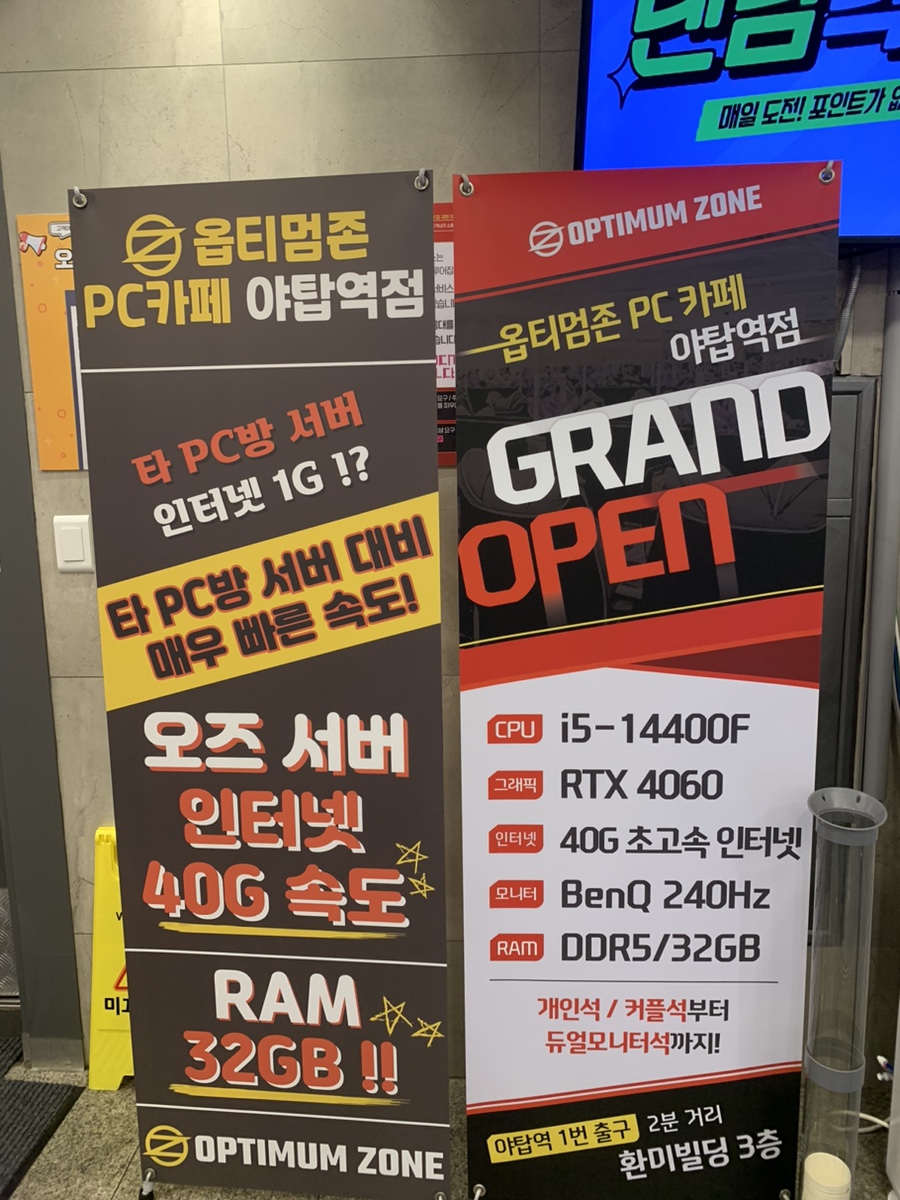 매일 도전! 포인트가
옵티멈존
PC카페 야탑역점
타 PC방 서버
인터넷 1G !?
타 PC방 서버 대비
매우 빠른 속도!
오즈 서버
인터넷
40G 속도
RAM
32GB !!
OPTIMUM ZONE
OPTIMUM ZONE
옵티멈존 PC 카페
야탑역점
GRAND
OPEN
CPU i5-14400F
그래픽 RTX 4060
인터넷 40G 초고속 인터넷
모니터 BenQ 240Hz
RAM DDR5/32GB
개인석 / 커플석부터
듀얼모니터석까지!
야탑역 1번 출구 2분 거리
환미빌딩 3층